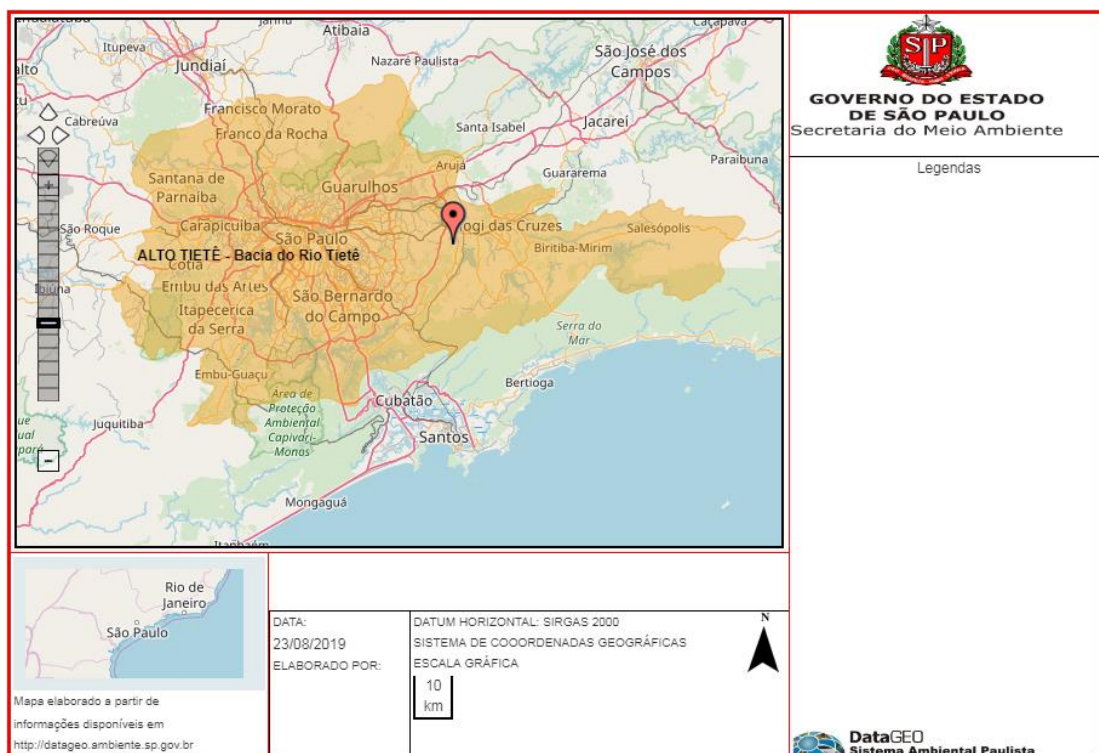 Atibaia
Caçapava
Itupeva
Jundiaí
Nazaré Paulista
São José dos
Campos
Cabreúva
Francisco Morato
Franco da Rocha
Santa Isabel
Jacareí
Paraibuna
Arujá
Guararema
Santana de
Parnaíba
Guarulhos
São Roque
Carapicuíba
São Paulo
ogi das Cruzes
Salesópolis
Biritiba-Mirim
ALTO TIETÊ - Bacia do Rio Tietê
Cotia
Ibiúna
Embu das Artes
São Bernardo
do Campo
Itapecerica
da Serra
Serra do
Mar
Embu-Guaçu
Bertioga
Área de
Proteção
Ambiental
Capivari-
Monos
Cubatão
Juquitiba
Santos
Mongaguá
Itanhaém
SP
GOVERNO DO ESTADO
DE SÃO PAULO
Secretaria do Meio Ambiente
Legendas
Rio de
Janeiro
São Paulo
Mapa elaborado a partir de
informações disponíveis em
http://datageo.ambiente.sp.gov.br
DATA:
23/08/2019
ELABORADO POR:
DATUM HORIZONTAL: SIRGAS 2000
SISTEMA DE COOORDENADAS GEOGRÁFICAS
ESCALA GRÁFICA
10
km
N
DataGEO
Sistema Ambiental Paulista